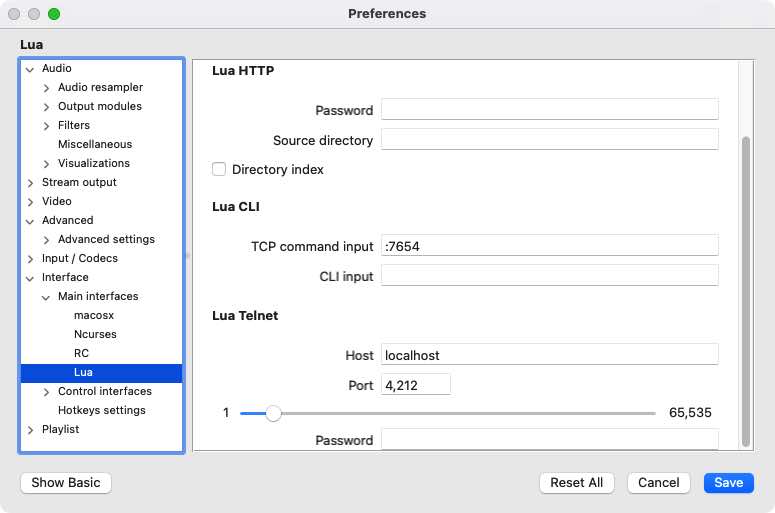 Preferences
Lua
Audio
Audio resampler
Output modules
Filters
Miscellaneous
Visualizations
Stream output
Video
Advanced
Advanced settings
Input / Codecs
Interface
Main interfaces
macosx
Ncurses
RC
Lua
Control interfaces
Hotkeys settings
Playlist
Lua HTTP
Password
Source directory
Directory index
Lua CLI
TCP command input :7654
CLI input
Lua Telnet
Host localhost
Port 4,212
1 65,535
Password
Show Basic Reset All Cancel Save